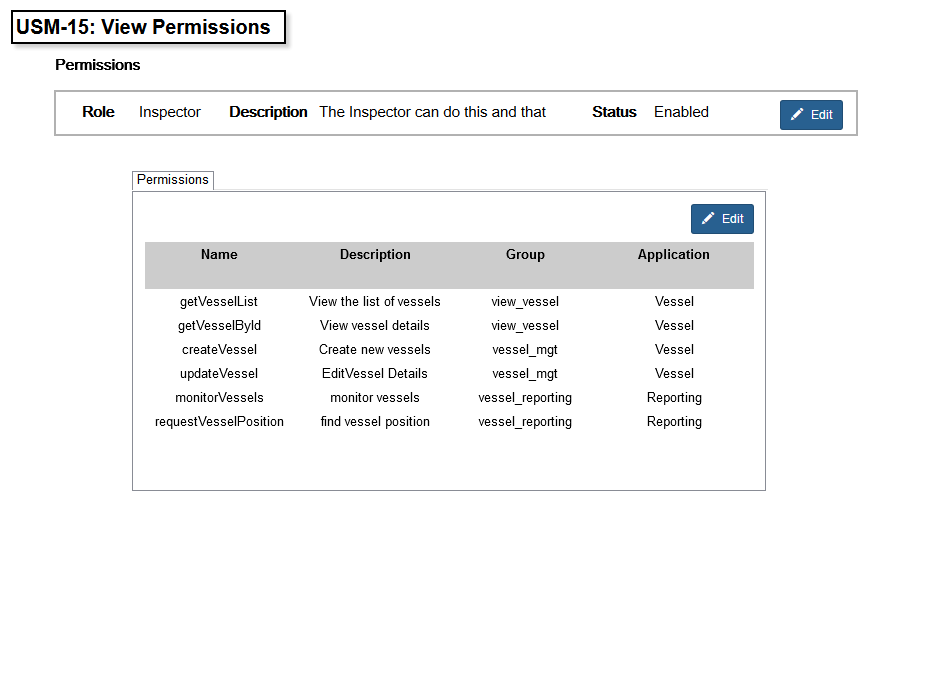 USM-15: View Permissions
Permissions
Role Inspector Description The Inspector can do this and that Status Enabled Edit
Permissions
Edit
Name Description Group Application
getVesselList View the list of vessels view_vessel Vessel
getVesselById View vessel details view_vessel Vessel
createVessel Create new vessels vessel_mgt Vessel
updateVessel EditVessel Details vessel_mgt Vessel
monitorVessels monitor vessels vessel_reporting Reporting
requestVesselPosition find vessel position vessel_reporting Reporting